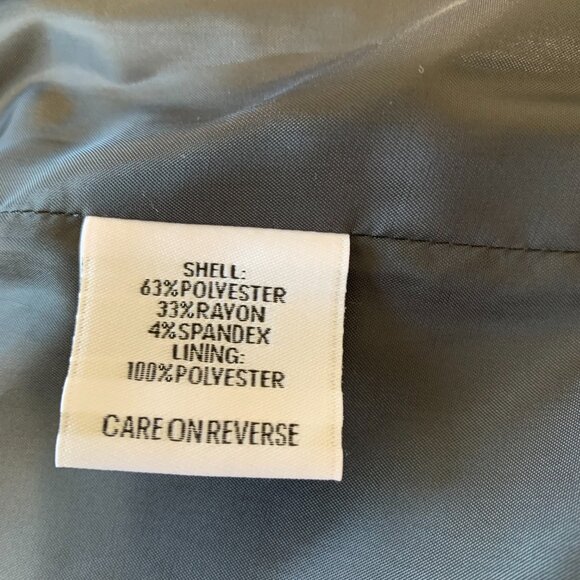 SHELL:
63%POLYESTER
33%RAYON
4%SPANDEX
LINING:
100%POLYESTER
CARE ON REVERSE